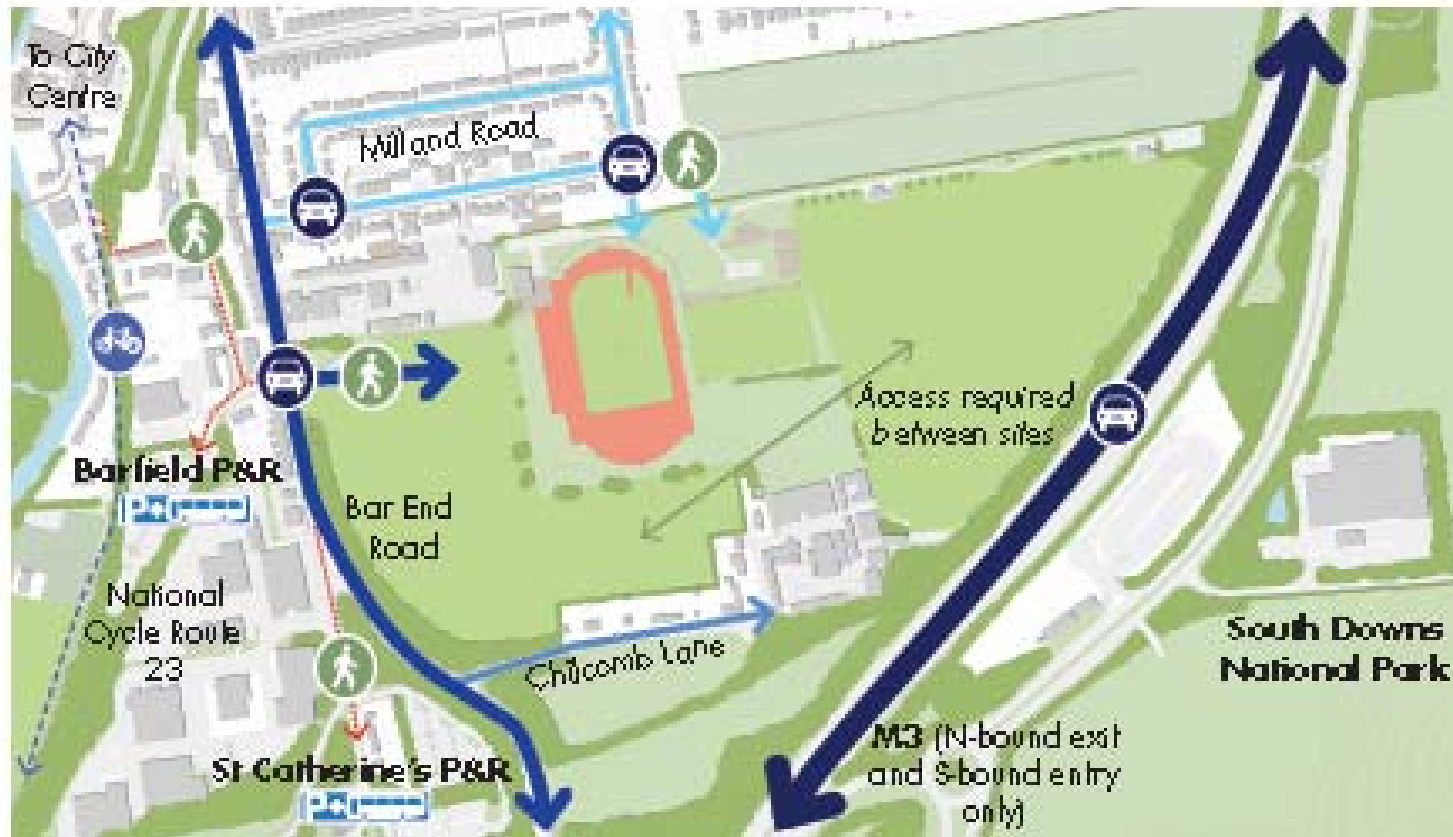 To City
Centre
Milland Road
Access required
between sites
Barfield P&R
P+
Bar End
Road
National
Cycle Route
23
Chilcomb Lane
South Downs
National Park
St Catherine's P&R
P+
M3 (N-bound exit
and S-bound entry
only)